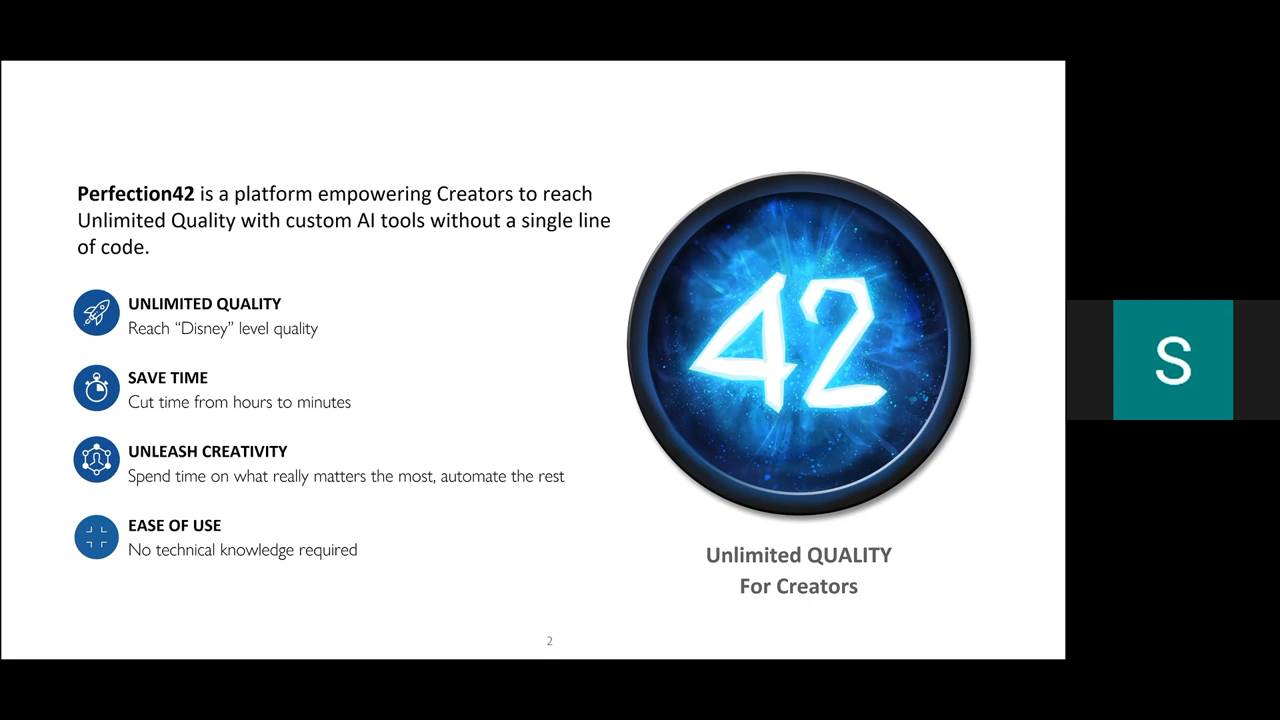 Perfection42 is a platform empowering Creators to reach
Unlimited Quality with custom AI tools without a single line
of code.
UNLIMITED QUALITY
Reach “Disney” level quality
SAVE TIME
Cut time from hours to minutes
UNLEASH CREATIVITY
Spend time on what really matters the most, automate the rest
EASE OF USE
No technical knowledge required
42
Unlimited QUALITY
For Creators
2
S